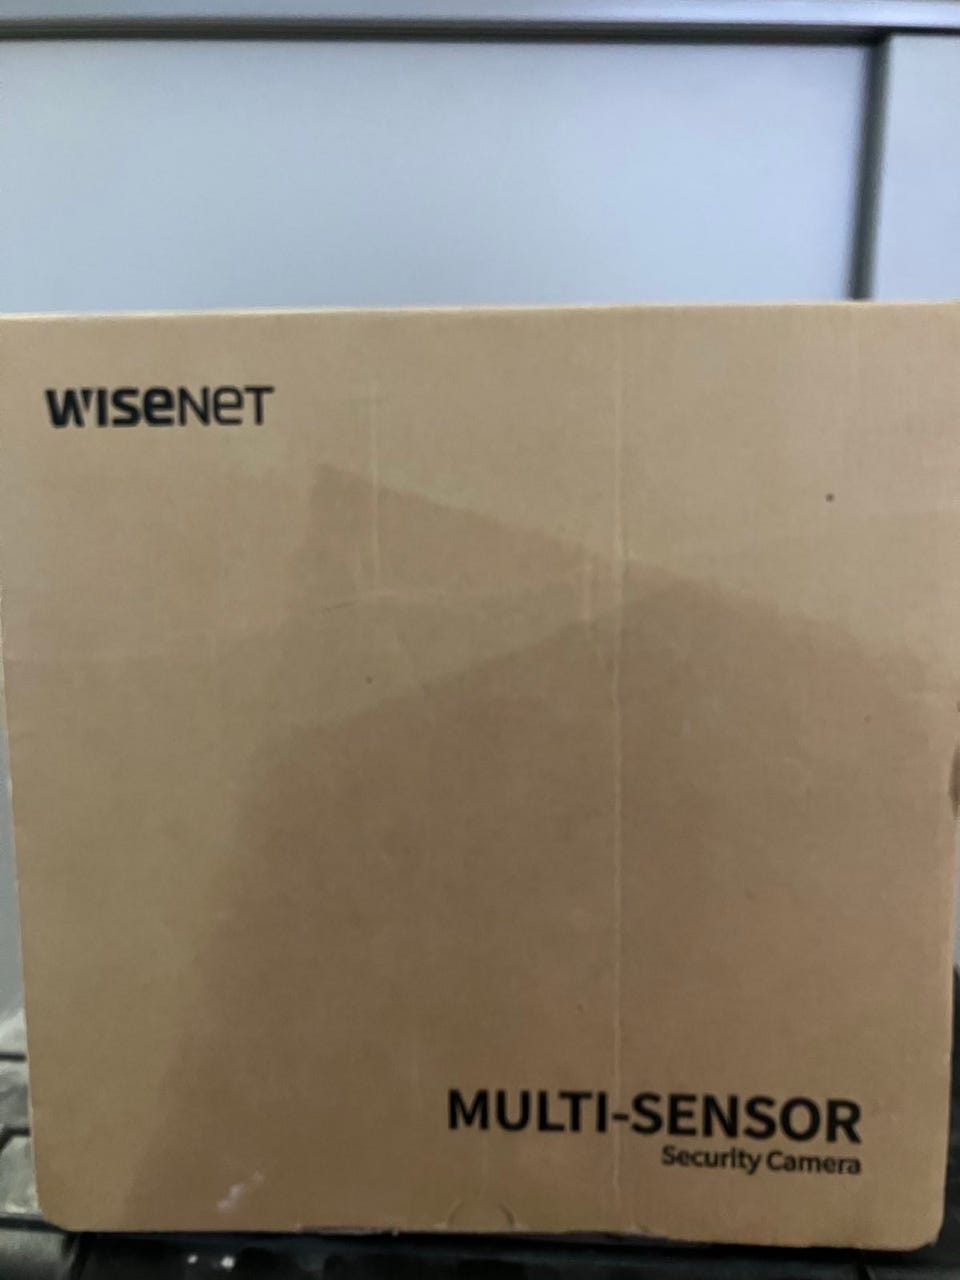 WISENET
MULTI-SENSOR
Security Camera